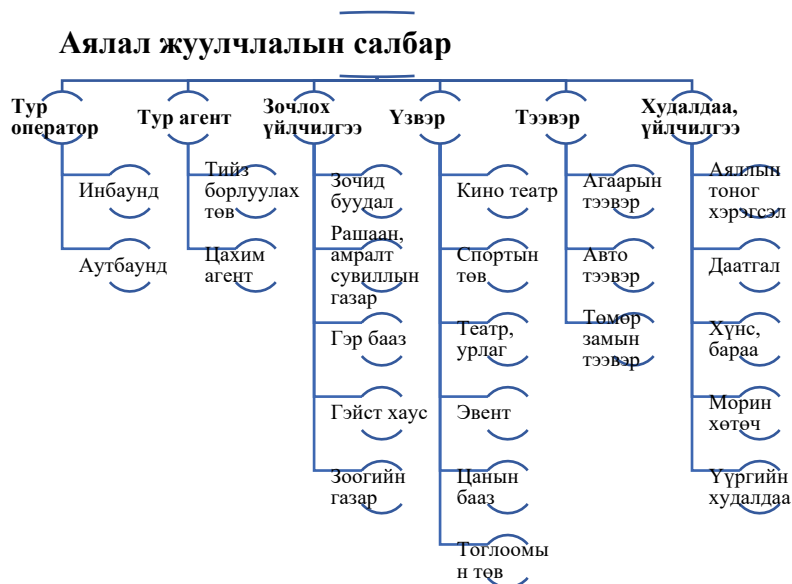 Аялал жуулчлалын салбар
Тур
оператор
Инбаунд
Аутбаунд
Тур агент
Тийз
борлуулах
төв
Цахим
агент
Зочлох
үйлчилгээ
Зочид
буудал
Рашаан,
амралт
сувиллын
газар
Гэр бааз
Гэйст хаус
Зоогийн
газар
Үзвэр
Кино театр
Спортын
төв
Театр,
урлаг
Эвент
Цанын
бааз
Тоглоомы
н төв
Тээвэр
Агаарын
тээвэр
Авто
тээвэр
Төмөр
замын
тээвэр
Худалдаа,
үйлчилгээ
Аяллын
тоног
хэрэгсэл
Даатгал
Хүнс,
бараа
Морин
хөтөч
Үүргийн
худалдаа